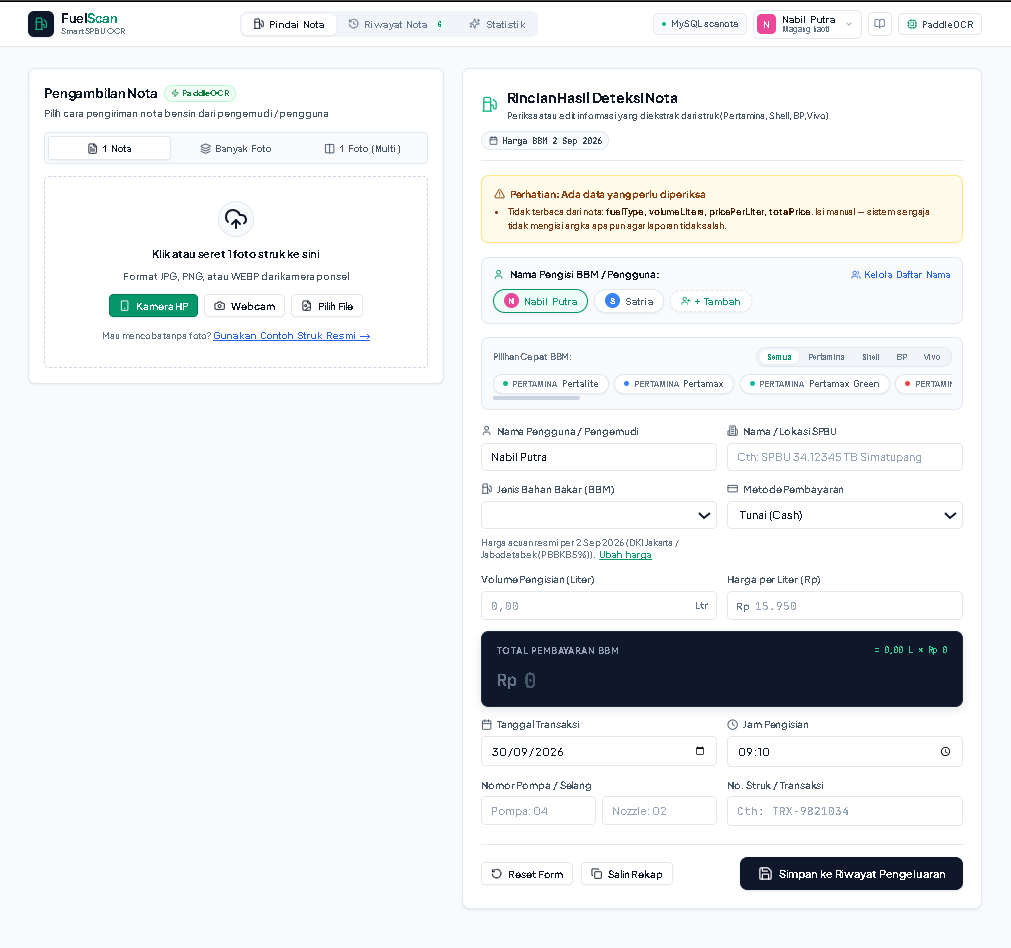 FuelScan
Smart SPBU OCR
Pindai Nota
Riwayat Nota 6
Statistik
MySQL scanota
N
Nabil Putra
Magang Iaoti
PaddleOCR
Pengambilan Nota
PaddleOCR
Pilih cara pengiriman nota bensin dari pengemudi / pengguna
1 Nota
Banyak Foto
1 Foto (Multi)
Klik atau seret 1 foto struk ke sini
Format JPG, PNG, atau WEBP dari kamera ponsel
Kamera HP
Webcam
Pilih File
Mau mencoba tanpa foto? Gunakan Contoh Struk Resmi →
Rincian Hasil Deteksi Nota
Periksa atau edit informasi yang diekstrak dari struk (Pertamina, Shell, BP, Vivo)
Harga BBM 2 Sep 2026
Perhatian: Ada data yang perlu diperiksa
• Tidak terbaca dari nota: fuelType, volumeLiters, pricePerLiter, totalPrice. Isi manual — sistem sengaja
tidak mengisi angka apa pun agar laporan tidak salah.
Nama Pengisi BBM / Pengguna:
Kelola Daftar Nama
N Nabil Putra
S Satria
+ Tambah
Pilihan Cepat BBM:
Semua
Pertamina
Shell
BP
Vivo
PERTAMINA Pertalite
PERTAMINA Pertamax
PERTAMINA Pertamax Green
PERTAMIN
Nama Pengguna / Pengemudi
Nama / Lokasi SPBU
Nabil Putra
Cth: SPBU 34.12345 TB Simatupang
Jenis Bahan Bakar (BBM)
Metode Pembayaran
Tunai (Cash)
Harga acuan resmi per 2 Sep 2026 (DKI Jakarta /
Jabodetabek (PBBKB 5%)). Ubah harga
Volume Pengisian (Liter)
Harga per Liter (Rp)
0,00 Ltr
Rp 15.950
TOTAL PEMBAYARAN BBM
= 0,00 L × Rp 0
Rp 0
Tanggal Transaksi
Jam Pengisian
30/09/2026
09:10
Nomor Pompa / Selang
No. Struk / Transaksi
Pompa: 04
Nozzle: 02
Cth: TRX-9821034
Reset Form
Salin Rekap
Simpan ke Riwayat Pengeluaran